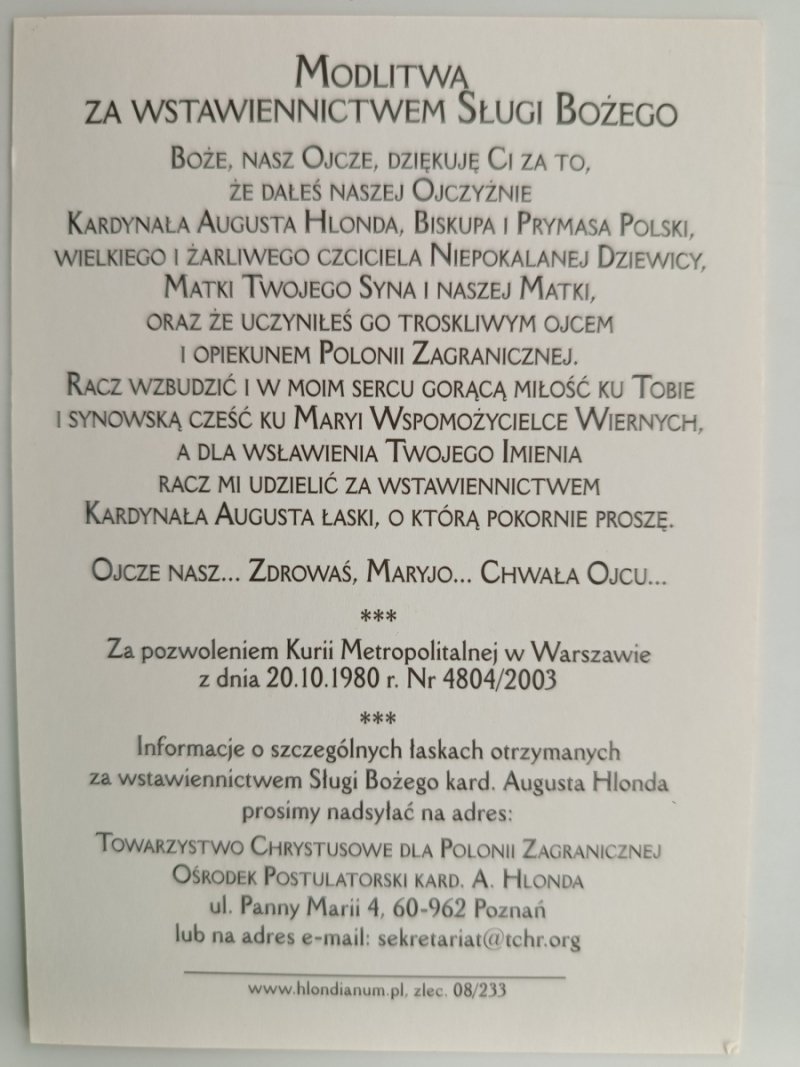 Modlitwa
za wstawiennictwem Sługi Bożego
Boże, nasz Ojcze, dziękuję Ci za to,
że dałeś naszej Ojczyźnie
Kardynała Augusta Hlonda, Biskupa i Prymasa Polski,
wielkiego i żarliwego czciciela Niepokalanej Dziewicy,
Matki Twojego Syna i naszej Matki,
oraz że uczyniłeś go troskliwym ojcem
i opiekunem Polonii Zagranicznej.
Racz wzbudzić i w moim sercu gorącą miłość ku Tobie
i synowską cześć ku Maryi Wspomożycielce Wiernych,
a dla wsławienia Twojego Imienia
racz mi udzielić za wstawiennictwem
Kardynała Augusta łaski, o którą pokornie proszę.
Ojcze nasz... Zdrowaś, Maryjo... Chwała Ojcu...
***
Za pozwoleniem Kurii Metropolitalnej w Warszawie
z dnia 20.10.1980 r. Nr 4804/2003
***
Informacje o szczególnych łaskach otrzymanych
za wstawiennictwem Sługi Bożego kard. Augusta Hlonda
prosimy nadsyłać na adres:
Towarzystwo Chrystusowe dla Polonii Zagranicznej
Ośrodek Postulatorski kard. A. Hlonda
ul. Panny Marii 4, 60-962 Poznań
lub na adres e-mail: sekretariat@tchr.org
www.hlondianum.pl, zlec. 08/233